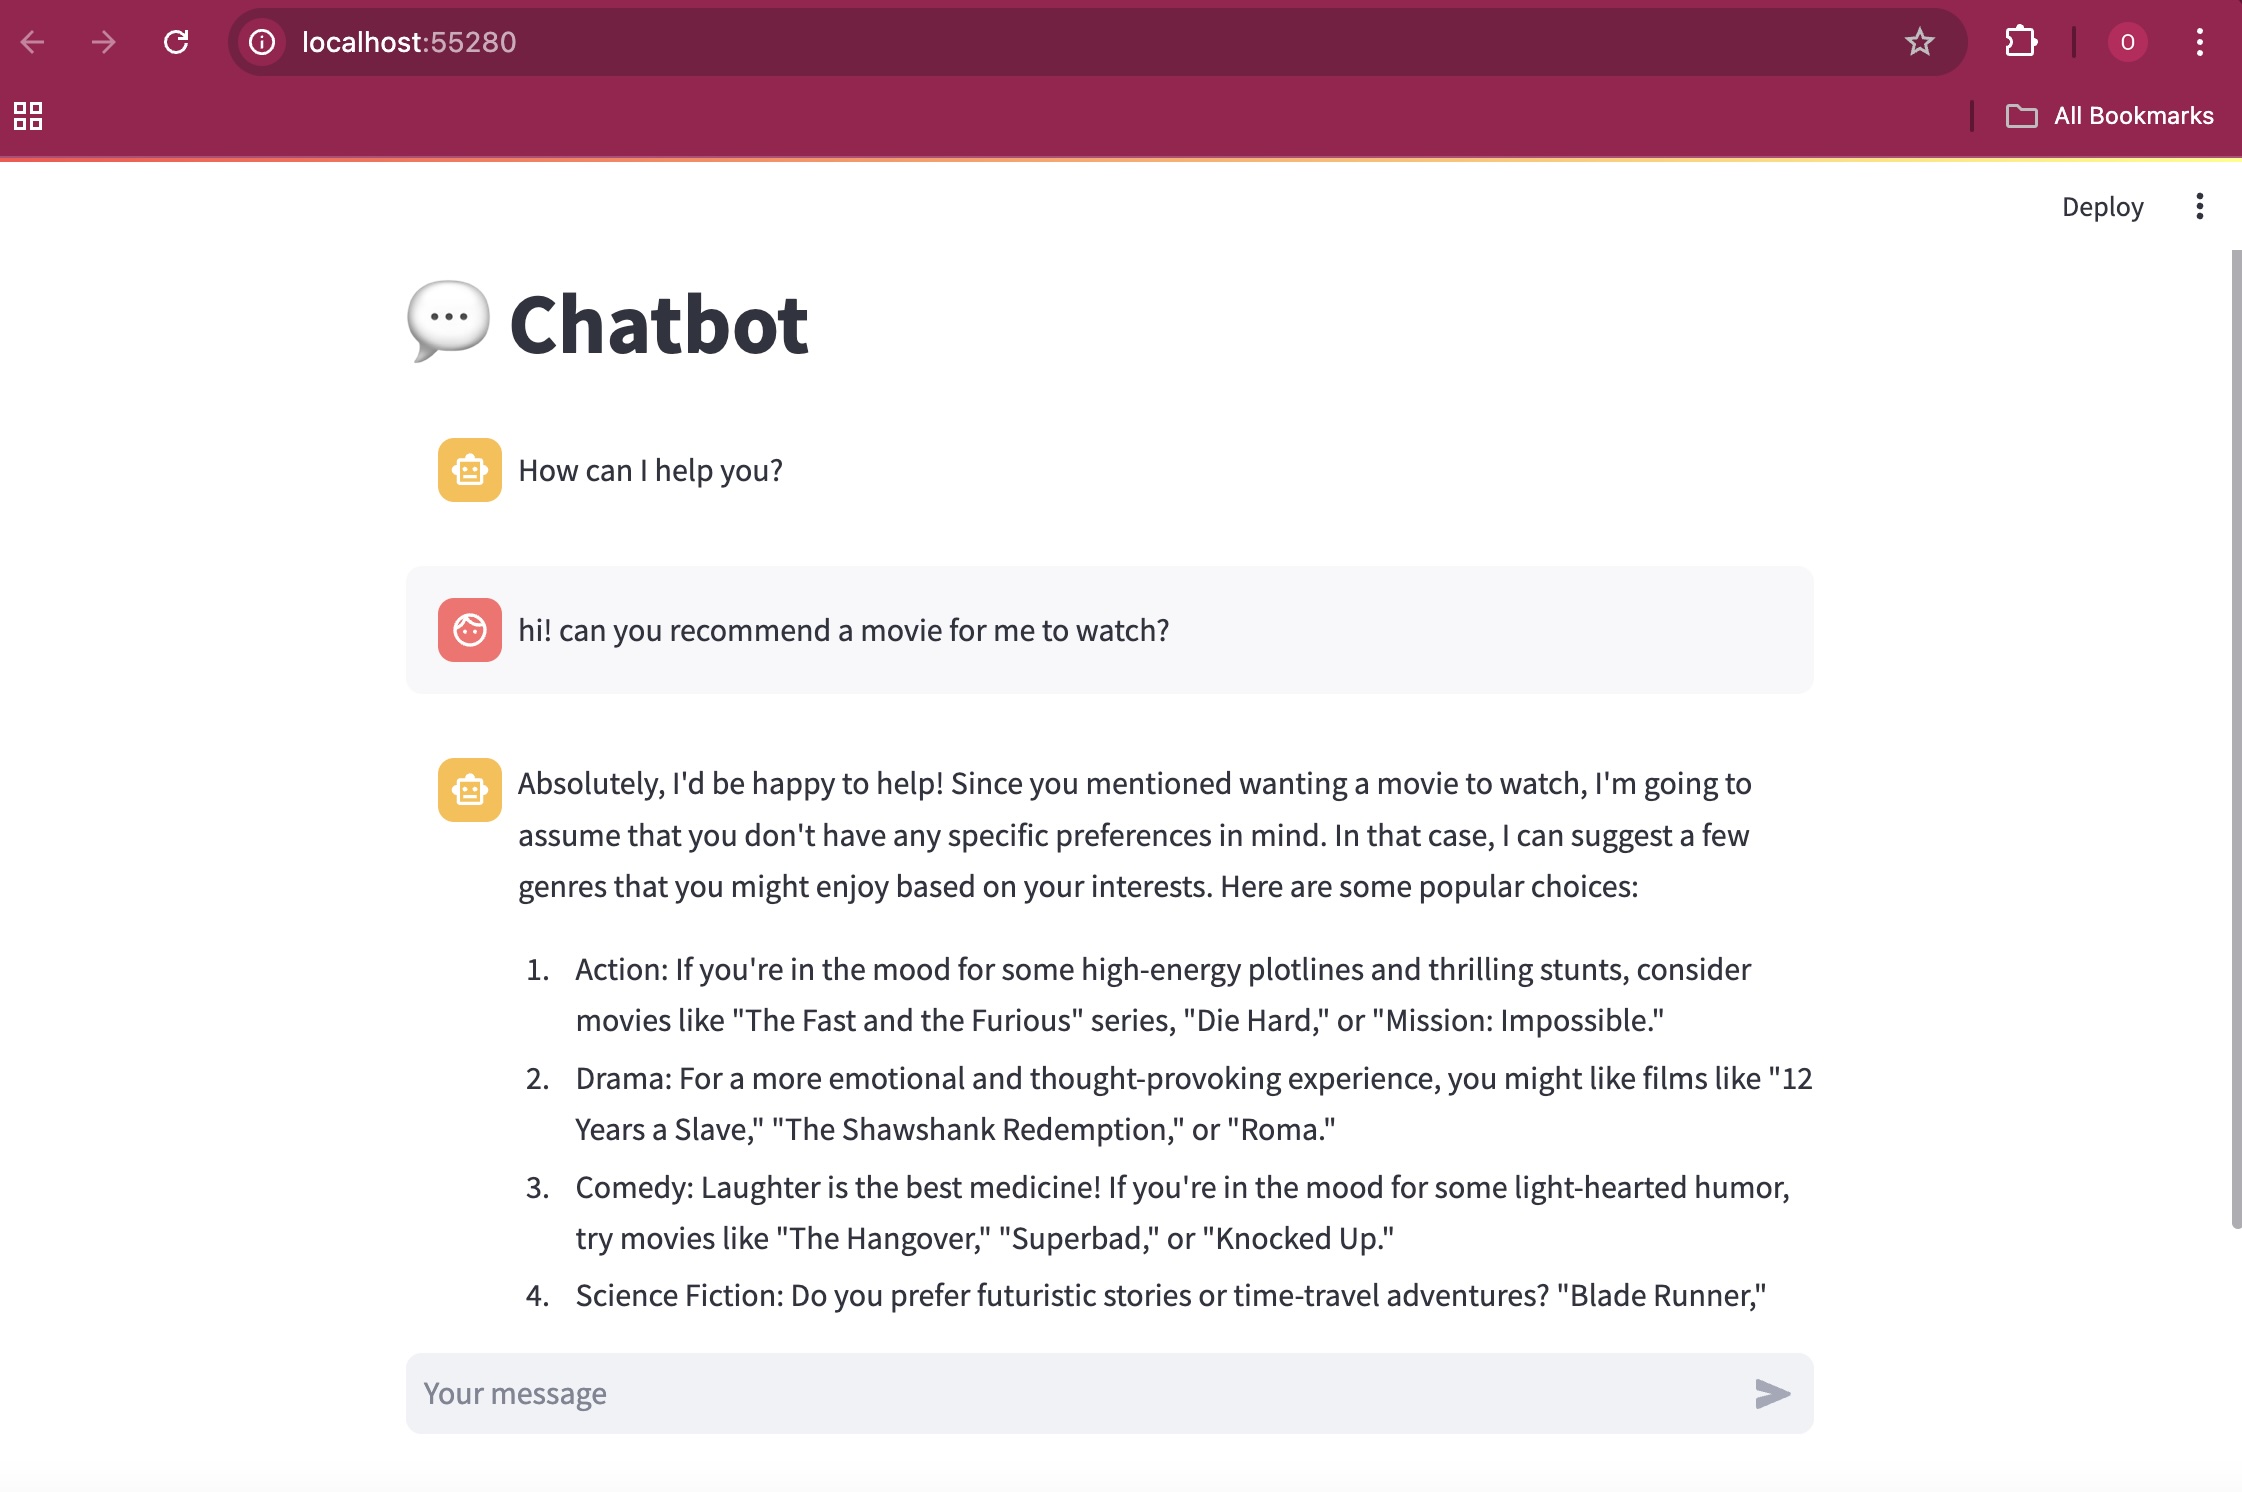 localhost:55280
O
All Bookmarks
Deploy
Chatbot
How can I help you?
hi! can you recommend a movie for me to watch?
Absolutely, I'd be happy to help! Since you mentioned wanting a movie to watch, I'm going to
assume that you don't have any specific preferences in mind. In that case, I can suggest a few
genres that you might enjoy based on your interests. Here are some popular choices:
1. Action: If you're in the mood for some high-energy plotlines and thrilling stunts, consider
movies like "The Fast and the Furious" series, "Die Hard," or "Mission: Impossible."
2. Drama: For a more emotional and thought-provoking experience, you might like films like "12
Years a Slave," "The Shawshank Redemption," or "Roma."
3. Comedy: Laughter is the best medicine! If you're in the mood for some light-hearted humor,
try movies like "The Hangover," "Superbad," or "Knocked Up."
4. Science Fiction: Do you prefer futuristic stories or time-travel adventures? "Blade Runner,"
Your message